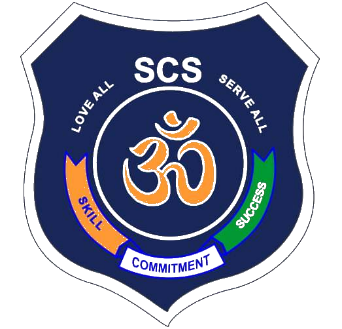 SCS
LOVE ALL
SERVE ALL
ॐ
SKILL
COMMITMENT
SUCCESS